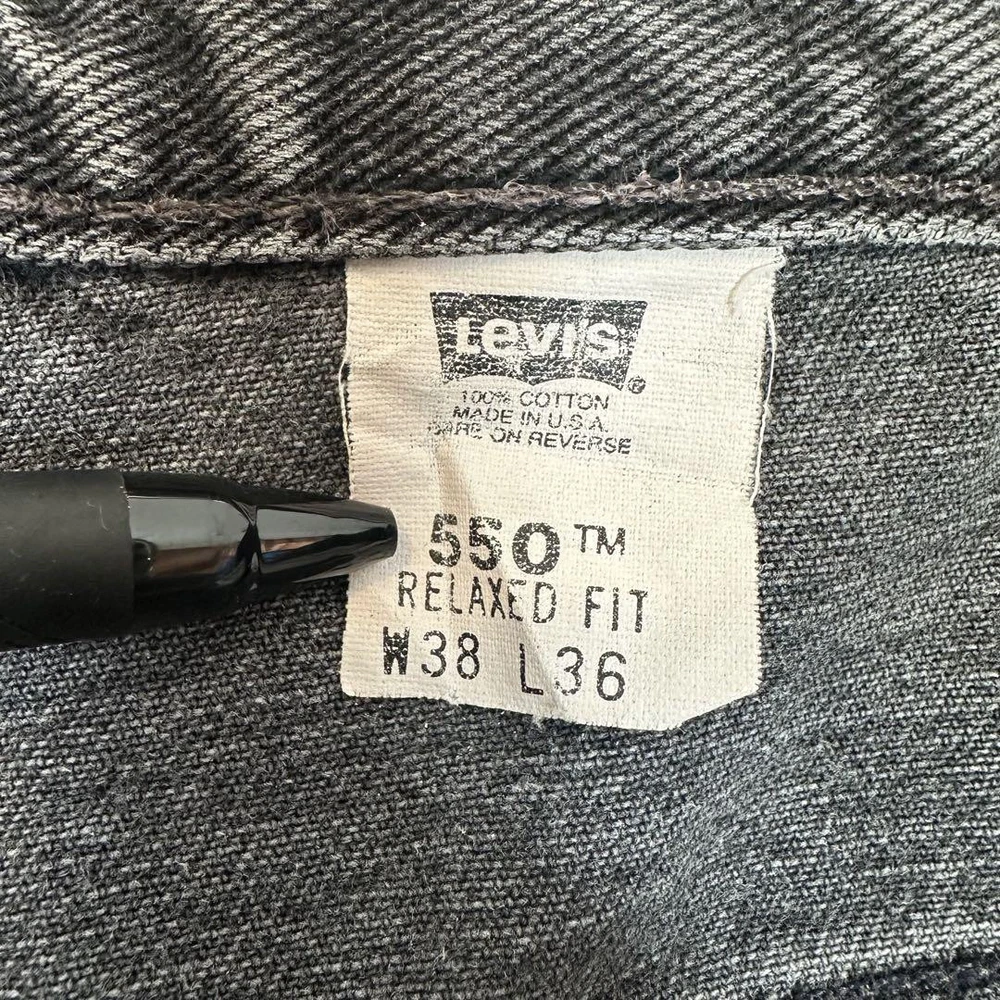 Levi's ®
100% COTTON
MADE IN U.S.A.
CARE ON REVERSE
550™
RELAXED FIT
W38 L36